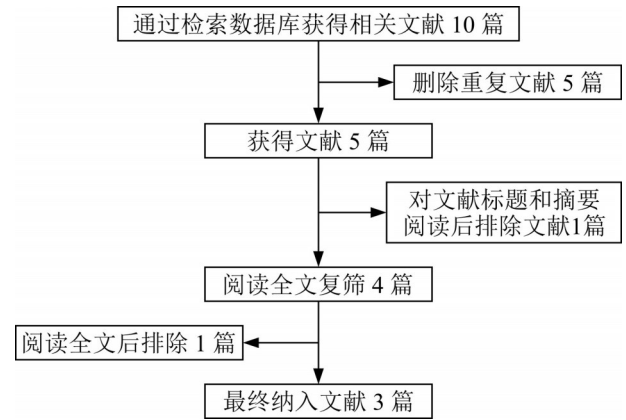 通过检索数据库获得相关文献 10 篇
删除重复文献 5 篇
获得文献 5 篇
对文献标题和摘要
阅读后排除文献1篇
阅读全文复筛 4 篇
阅读全文后排除 1 篇
最终纳入文献 3 篇